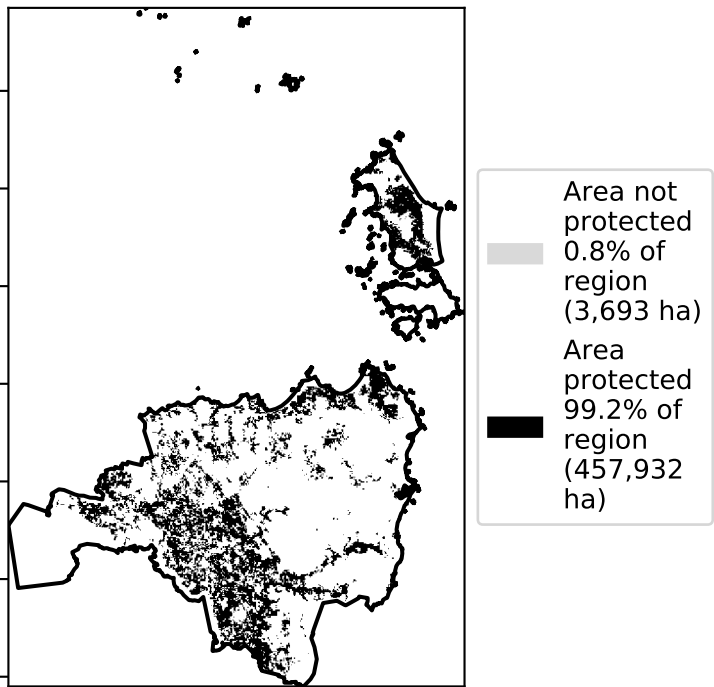 Area not
protected
0.8% of
region
(3,693 ha)
Area
protected
99.2% of
region
(457,932
ha)